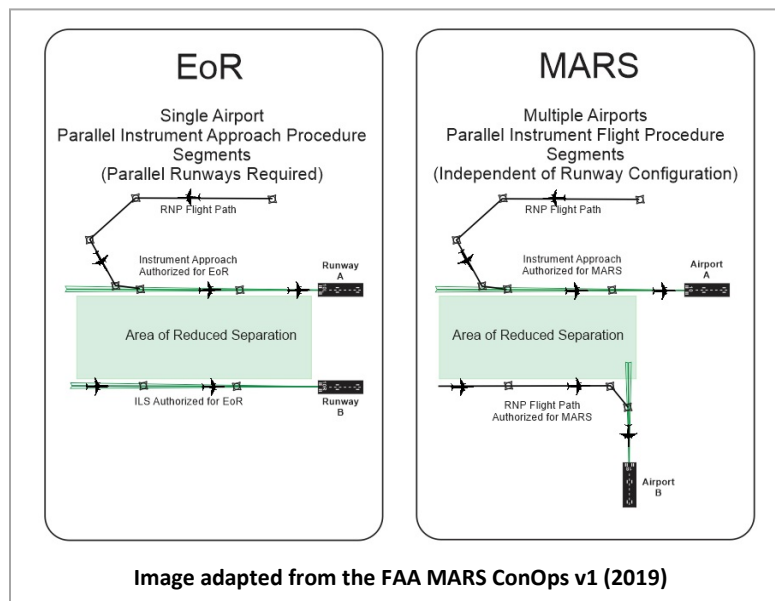 EoR
Single Airport
Parallel Instrument Approach Procedure
Segments
(Parallel Runways Required)
RNP Flight Path
Instrument Approach
Authorized for EoR
Runway
A
Area of Reduced Separation
ILS Authorized for EoR
Runway
B
MARS
Multiple Airports
Parallel Instrument Flight Procedure
Segments
(Independent of Runway Configuration)
RNP Flight Path
Instrument Approach
Authorized for MARS
Airport
A
Area of Reduced Separation
RNP Flight Path
Authorized for MARS
Airport
B
Image adapted from the FAA MARS ConOps v1 (2019)